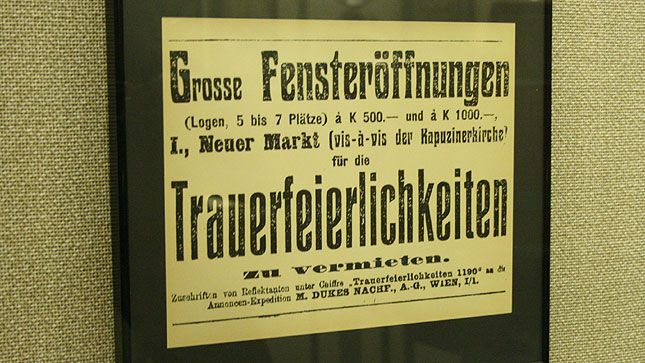 Grosse Fensteröffnungen
(Logen, 5 bis 7 Plätze) à K 500.— und à K 1000.—,
I., Neuer Markt (vis-à-vis der Kapuzinerkirche)
für die
Trauerfeierlichkeiten
zu vermieten.
Zuschriften von Reflektanten unter Chiffre „Trauerfeierlichkeiten 1190“ an die
Annoncen-Expedition M. DUKES NACHF., A.-G., WIEN, I/1.